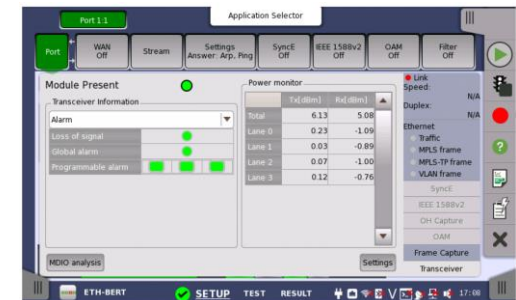 Port 1:1
Application Selector
Port
WAN
Off
Stream
Settings
Answer: Arp, Ping
SyncE
Off
IEEE 1588v2
Off
OAM
Off
Filter
Off
Module Present
Transceiver Information
Alarm
Loss of signal
Global alarm
Programmable alarm
Power monitor
Tx[dBm] Rx[dBm]
Total 6.13 5.08
Lane 0 0.23 -1.09
Lane 1 0.03 -0.89
Lane 2 0.07 -1.00
Lane 3 0.12 -0.76
MDIO analysis
Settings
Link
Speed:
N/A
Duplex:
N/A
Ethernet
Traffic
MPLS frame
MPLS-TP frame
VLAN frame
SyncE
IEEE 1588v2
OH Capture
OAM
Frame Capture
Transceiver
ETH-BERT
SETUP TEST RESULT
17:08